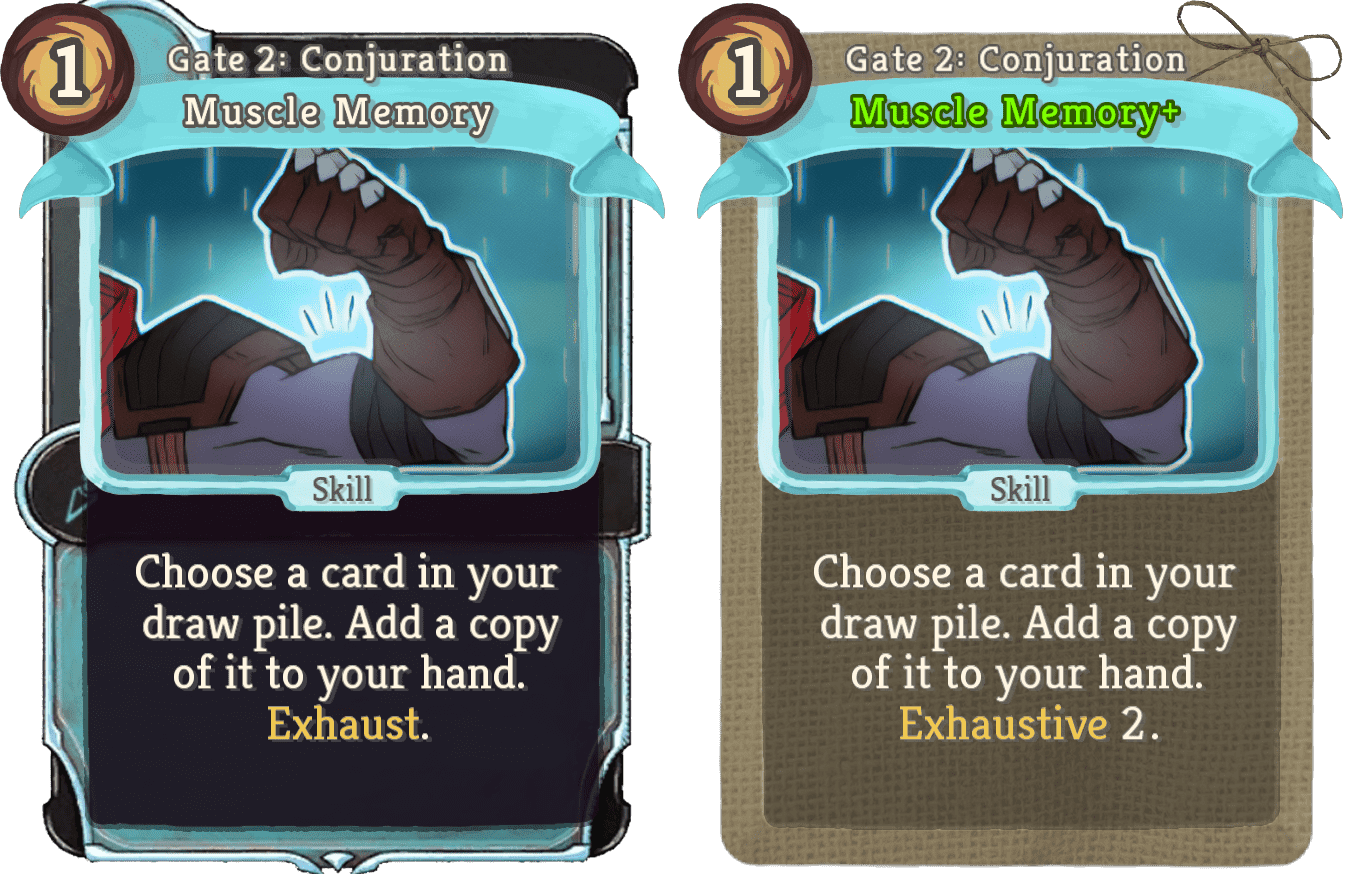 1
Gate 2: Conjuration
Muscle Memory
Skill
Choose a card in your
draw pile. Add a copy
of it to your hand.
Exhaust.
1
Gate 2: Conjuration
Muscle Memory+
Skill
Choose a card in your
draw pile. Add a copy
of it to your hand.
Exhaustive 2.